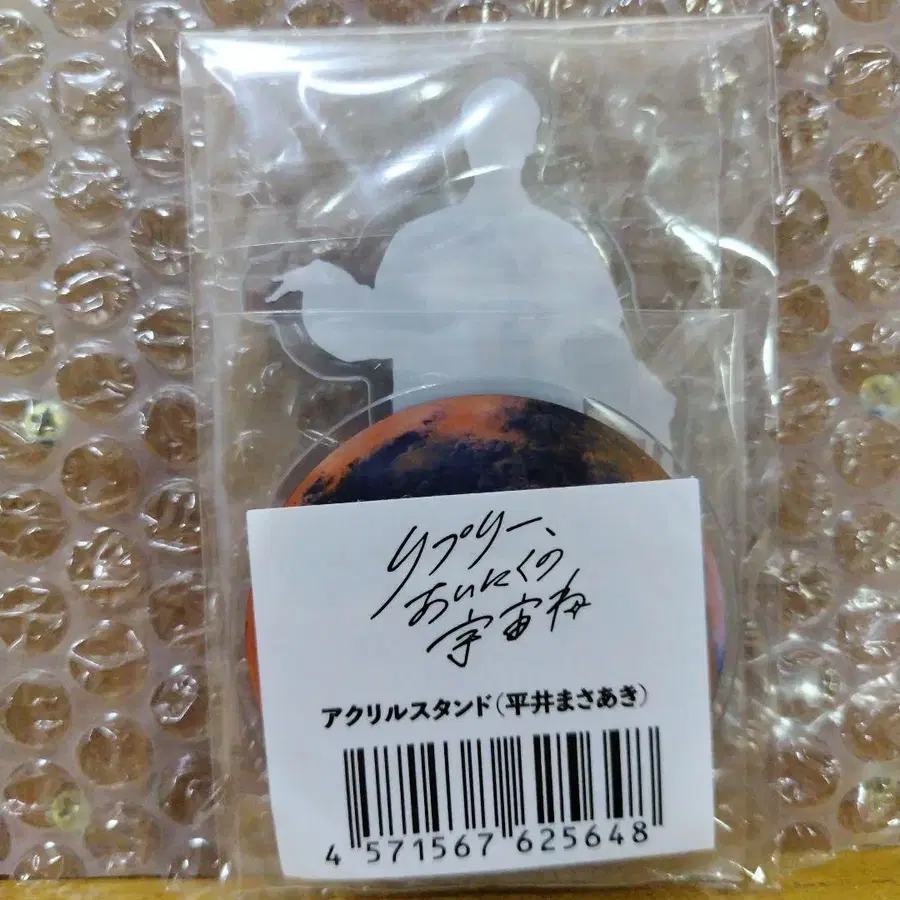 リプリー、
あいにくの
宇宙ね
アクリルスタンド(平井まさあき)
4 571567 625648